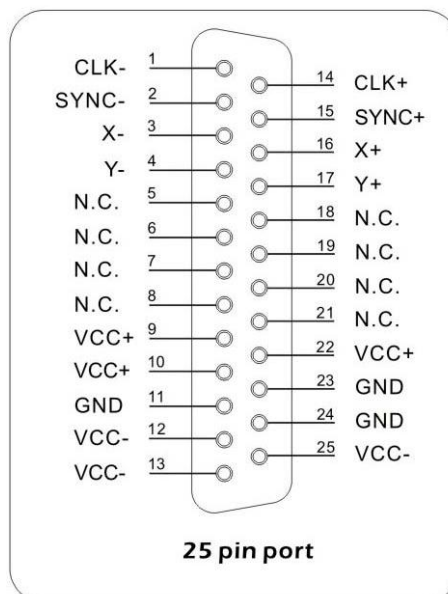 CLK- 1
14 CLK+
SYNC- 2
15 SYNC+
X- 3
16 X+
Y- 4
17 Y+
N.C. 5
18 N.C.
N.C. 6
19 N.C.
N.C. 7
20 N.C.
N.C. 8
21 N.C.
VCC+ 9
22 VCC+
VCC+ 10
23 GND
GND 11
24 GND
VCC- 12
25 VCC-
VCC- 13
25 pin port